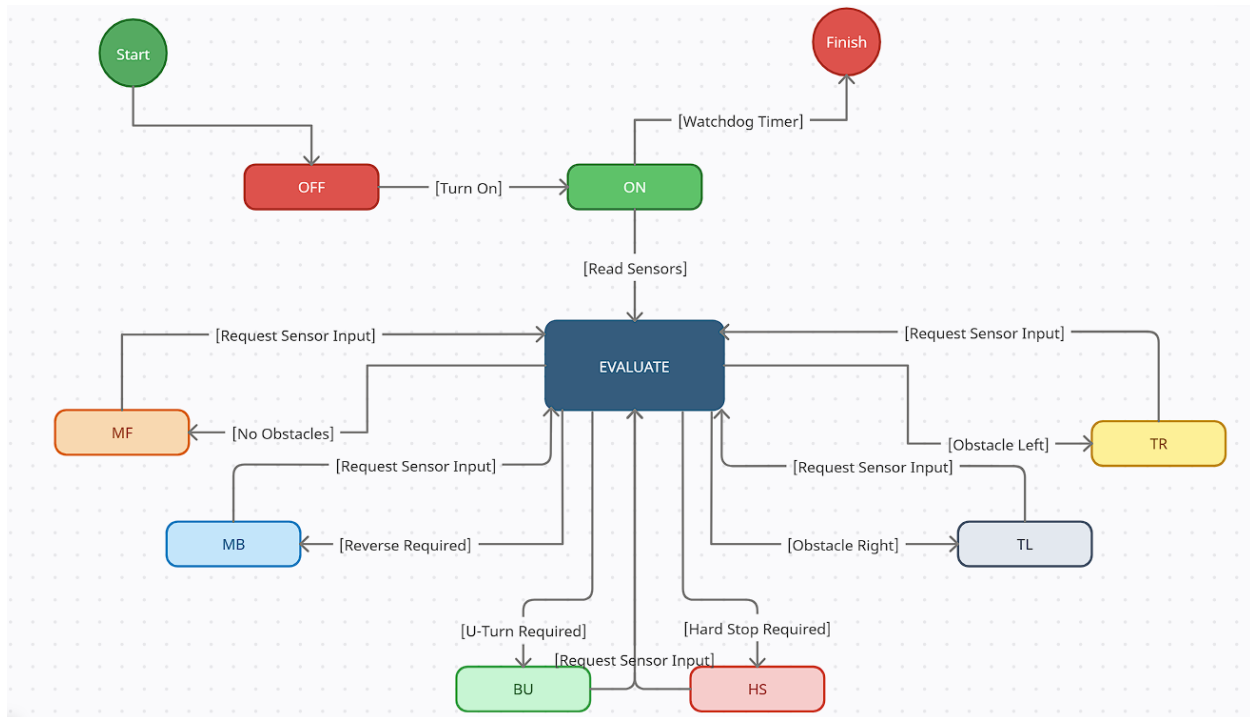 Start
Finish
[Watchdog Timer]
OFF
[Turn On]
ON
[Read Sensors]
[Request Sensor Input]
[Request Sensor Input]
EVALUATE
MF
[No Obstacles]
[Obstacle Left]
TR
[Request Sensor Input]
[Request Sensor Input]
MB
[Reverse Required]
[Obstacle Right]
TL
[U-Turn Required]
[Hard Stop Required]
[Request Sensor Input]
BU
HS